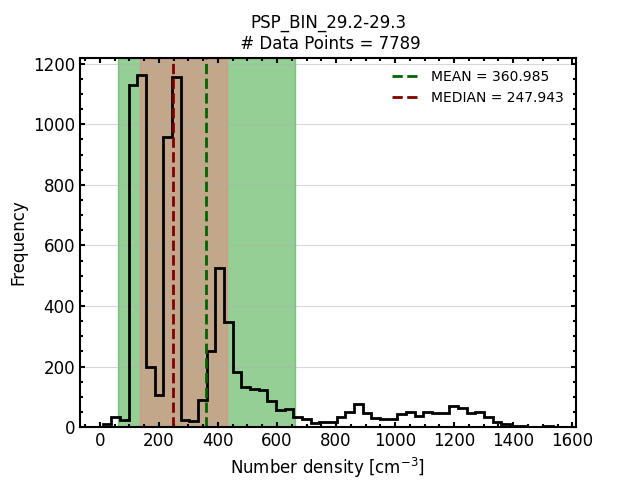 PSP_BIN_29.2-29.3
# Data Points = 7789
MEAN = 360.985
MEDIAN = 247.943
1200
1000
800
600
400
200
0
Frequency
0 200 400 600 800 1000 1200 1400 1600
Number density [cm⁻³]